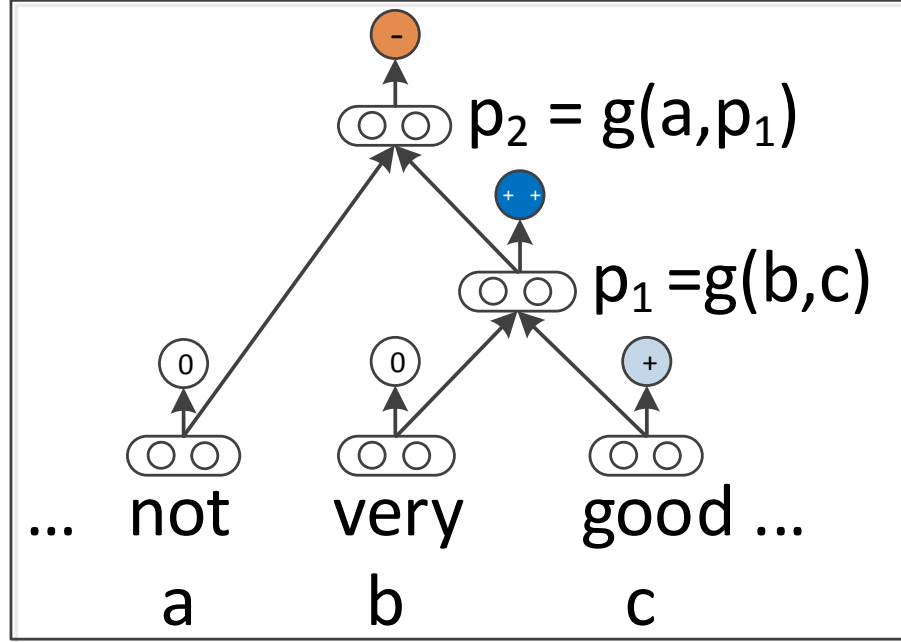 -
p₂ = g(a,p₁)
+ +
p₁ =g(b,c)
0 0 +
... not very good ...
a b c